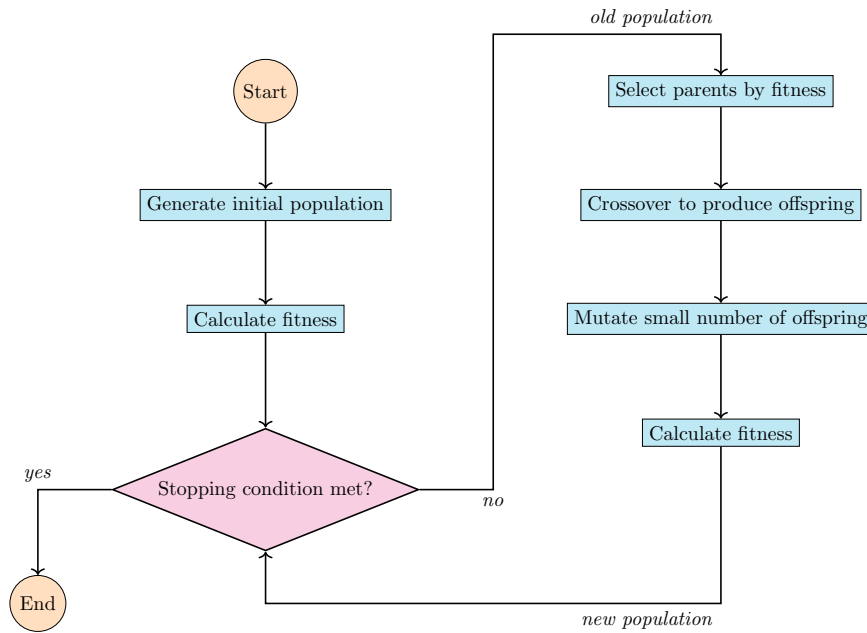 Start
Generate initial population
Calculate fitness
Stopping condition met?
yes
End
no
old population
Select parents by fitness
Crossover to produce offspring
Mutate small number of offspring
Calculate fitness
new population